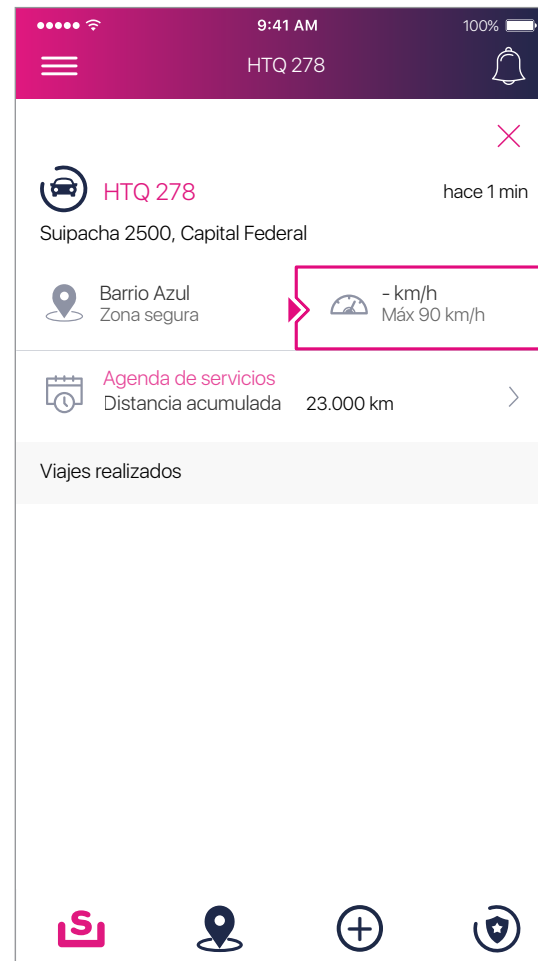 9:41 AM
100%
HTQ 278
HTQ 278
hace 1 min
Suipacha 2500, Capital Federal
Barrio Azul
Zona segura
- km/h
Máx 90 km/h
Agenda de servicios
Distancia acumulada 23.000 km
Viajes realizados
S